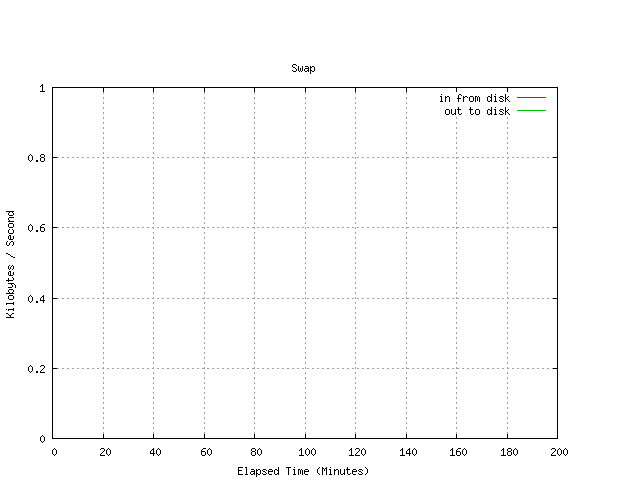 Swap
in from disk
out to disk
1
0.8
0.6
0.4
0.2
0
Kilobytes / Second
0 20 40 60 80 100 120 140 160 180 200
Elapsed Time (Minutes)